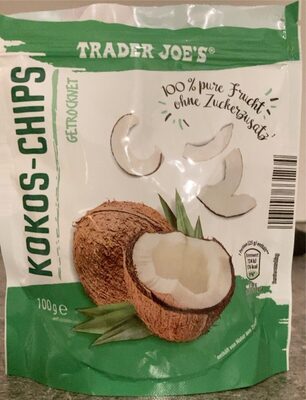 TRADER JOE'S®
KOKOS-CHIPS
GETROCKNET
100% pure Frucht
ohne Zuckerzusatz
100g e